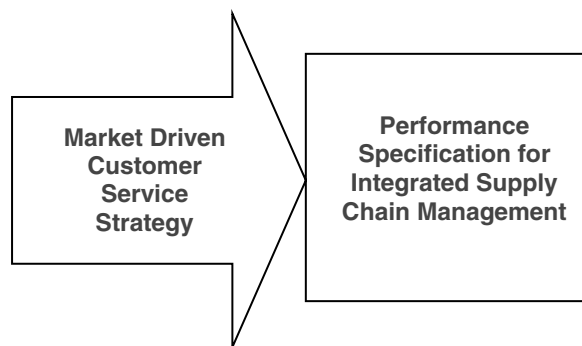 Market Driven
Customer
Service
Strategy
Performance
Specification for
Integrated Supply
Chain Management